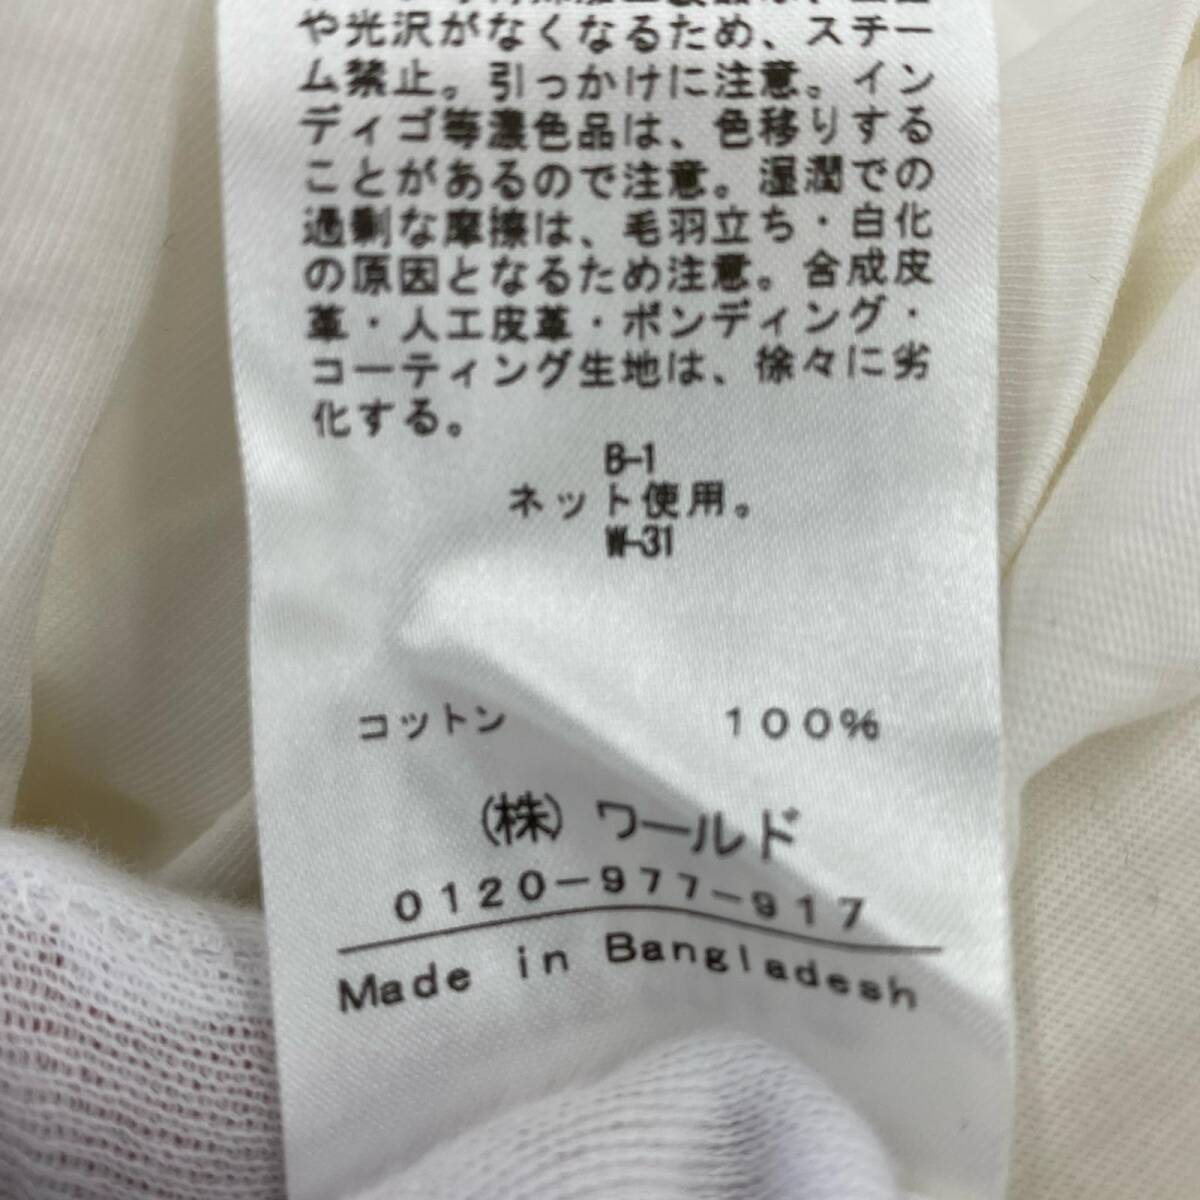 や光沢がなくなるため、スチー
ム禁止。引っかけに注意。イン
ディゴ等濃色品は、色移りする
ことがあるので注意。湿潤での
過剰な摩擦は、毛羽立ち・白化
の原因となるため注意。合成皮
革・人工皮革・ボンディング・
コーティング生地は、徐々に劣
化する。
B-1
ネット使用。
W-31
コットン 100%
(株)ワールド
0120-977-917
Made in Bangladesh